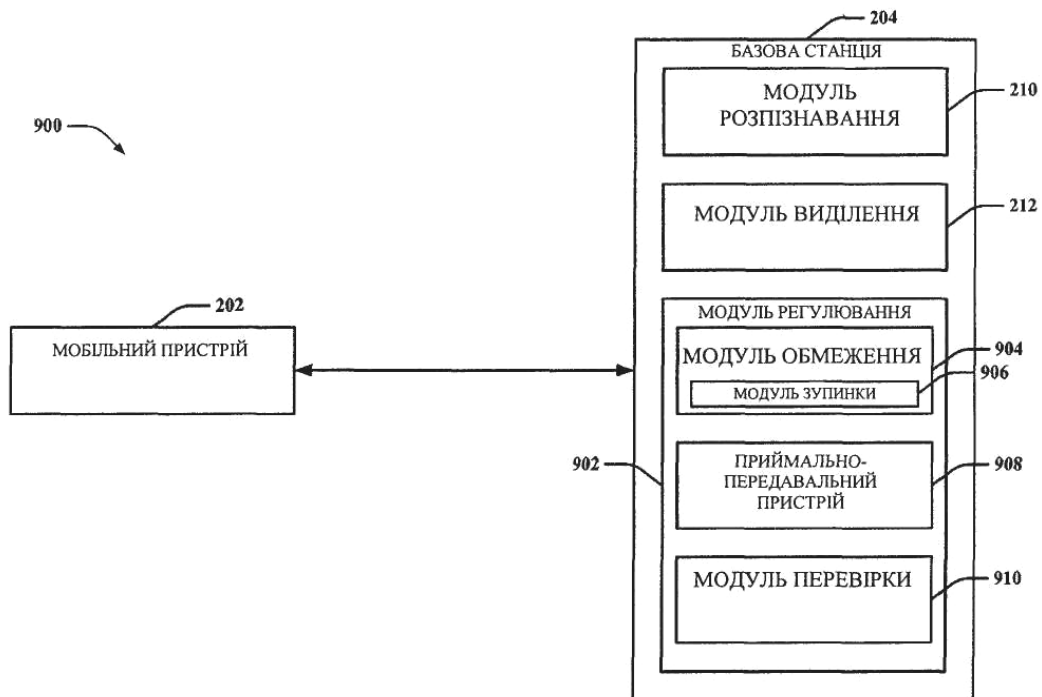 204
БАЗОВА СТАНЦІЯ
МОДУЛЬ
РОЗПІЗНАВАННЯ
210
900
МОДУЛЬ ВИДІЛЕННЯ
212
202
МОБІЛЬНИЙ ПРИСТРІЙ
МОДУЛЬ РЕГУЛЮВАННЯ
МОДУЛЬ ОБМЕЖЕННЯ
904
906
МОДУЛЬ ЗУПИНКИ
902
ПРИЙМАЛЬНО-
ПЕРЕДАВАЛЬНИЙ
ПРИСТРІЙ
908
МОДУЛЬ ПЕРЕВІРКИ
910